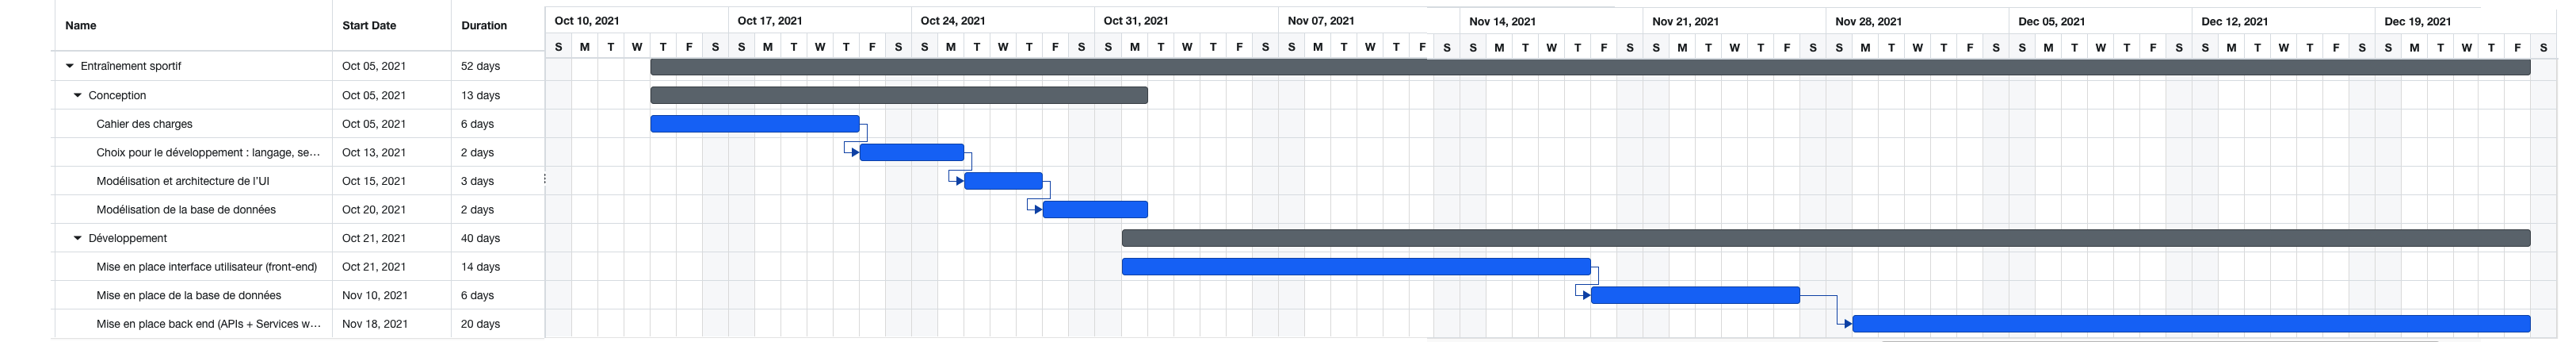 Name Start Date Duration Oct 10, 2021 Oct 17, 2021 Oct 24, 2021 Oct 31, 2021 Nov 07, 2021 Nov 14, 2021 Nov 21, 2021 Nov 28, 2021 Dec 05, 2021 Dec 12, 2021 Dec 19, 2021
S M T W T F S S M T W T F S S M T W T F S S M T W T F S S M T W T F S S M T W T F S S M T W T F S S M T W T F S S M T W T F S S M T W T F S S M T W T F S
Entraînement sportif Oct 05, 2021 52 days
Conception Oct 05, 2021 13 days
Cahier des charges Oct 05, 2021 6 days
Choix pour le développement : langage, se... Oct 13, 2021 2 days
Modélisation et architecture de l'UI Oct 15, 2021 3 days
Modélisation de la base de données Oct 20, 2021 2 days
Développement Oct 21, 2021 40 days
Mise en place interface utilisateur (front-end) Oct 21, 2021 14 days
Mise en place de la base de données Nov 10, 2021 6 days
Mise en place back end (APIs + Services w... Nov 18, 2021 20 days